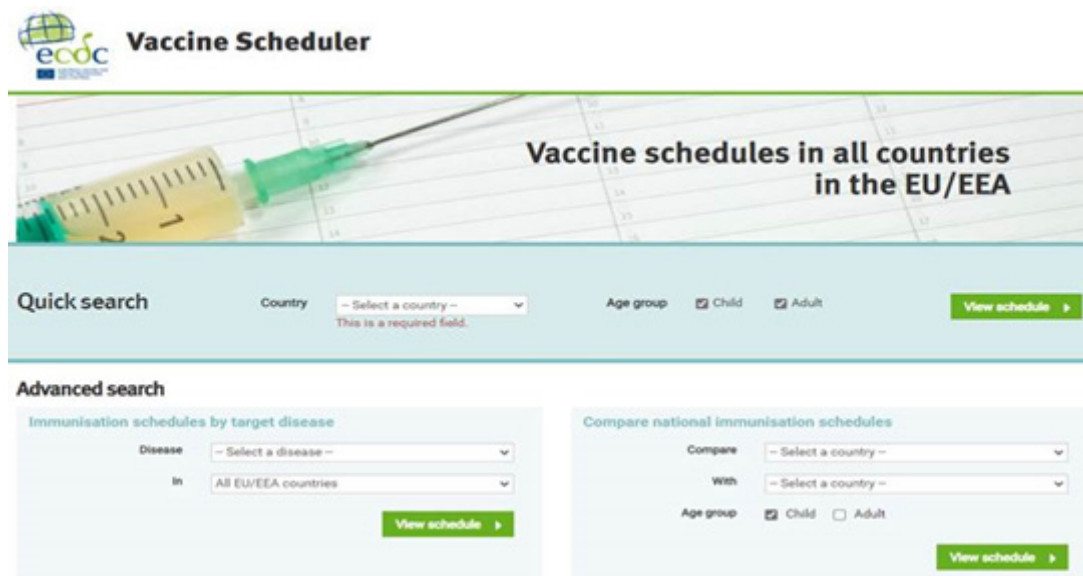 ecdc
Vaccine Scheduler
Vaccine schedules in all countries
in the EU/EEA
Quick search
Country
-- Select a country --
This is a required field.
Age group
Child
Adult
View schedule
Advanced search
Immunisation schedules by target disease
Disease
-- Select a disease --
In
All EU/EEA countries
View schedule
Compare national immunisation schedules
Compare
-- Select a country --
With
-- Select a country --
Age group
Child
Adult
View schedule